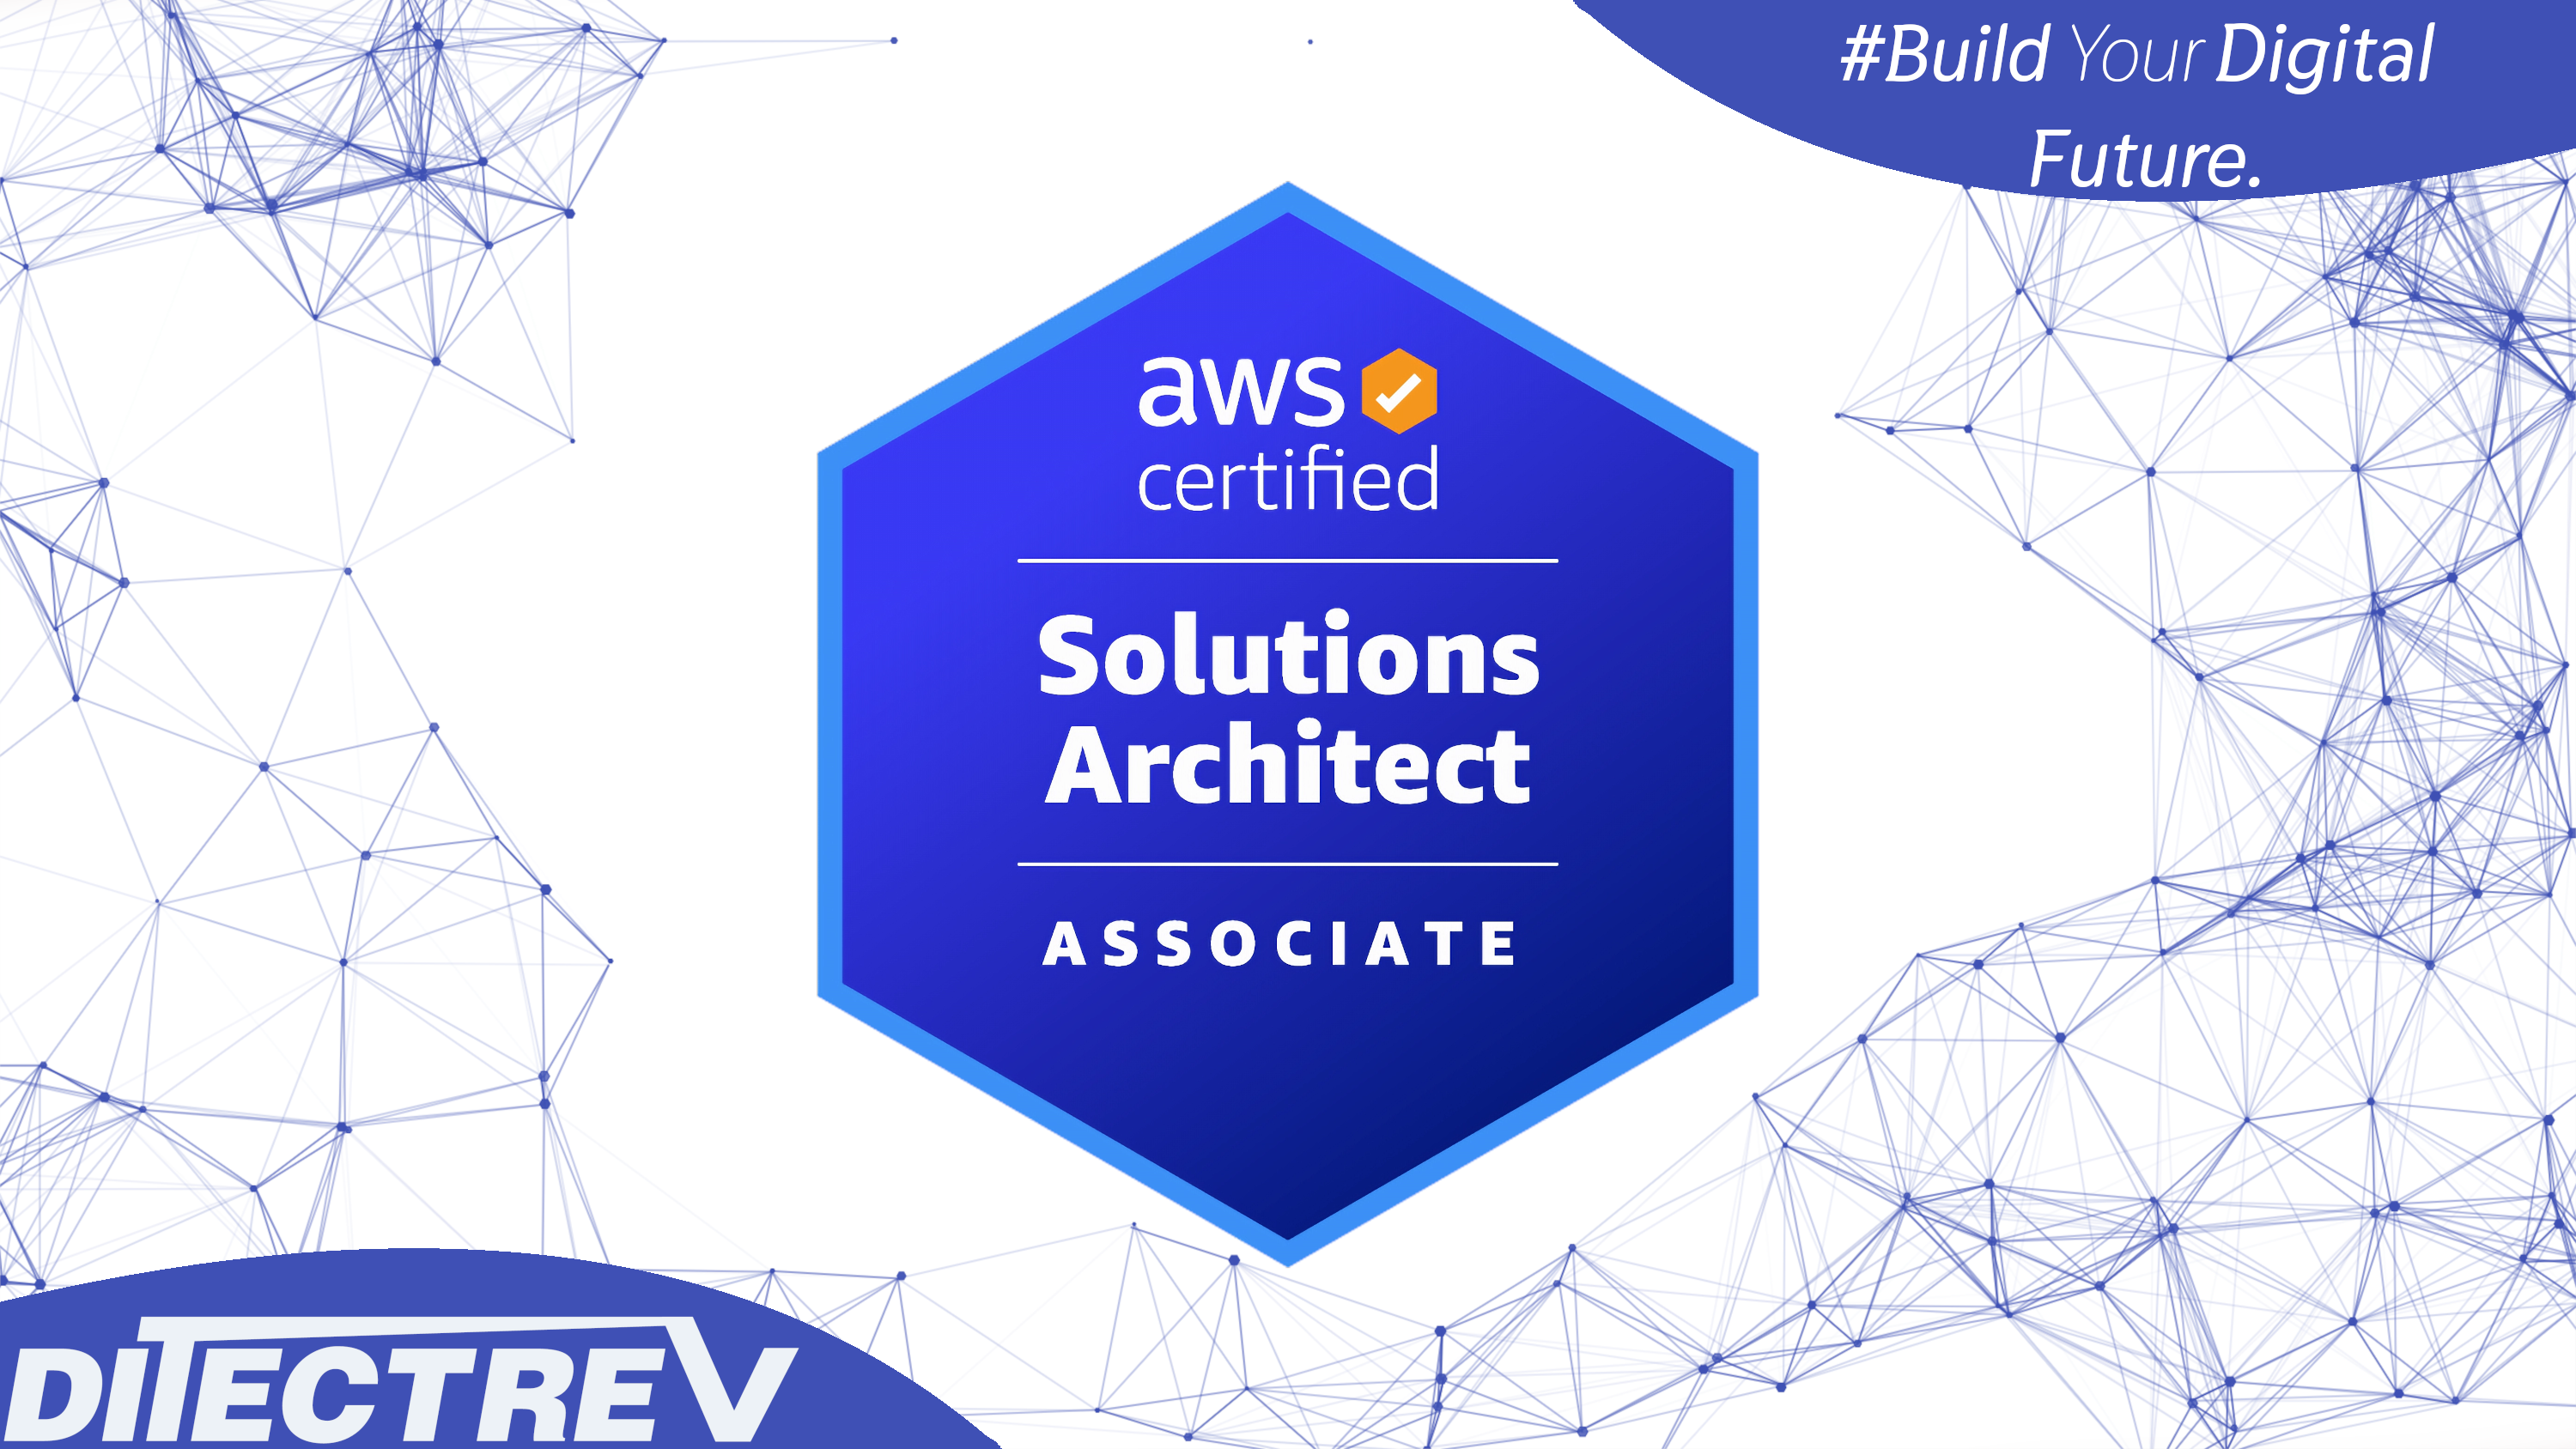 #Build Your Digital
Future.
aws
certified
Solutions
Architect
ASSOCIATE
DITECTREV